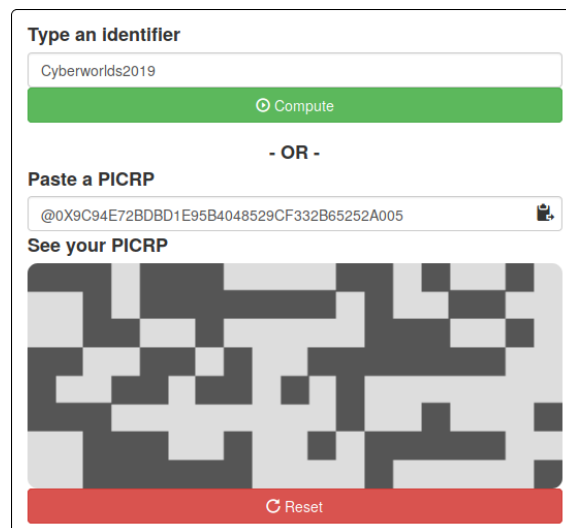 Type an identifier
Cyberworlds2019
Compute
- OR -
Paste a PICRP
@0X9C94E72BDBD1E95B4048529CF332B65252A005
See your PICRP
Reset